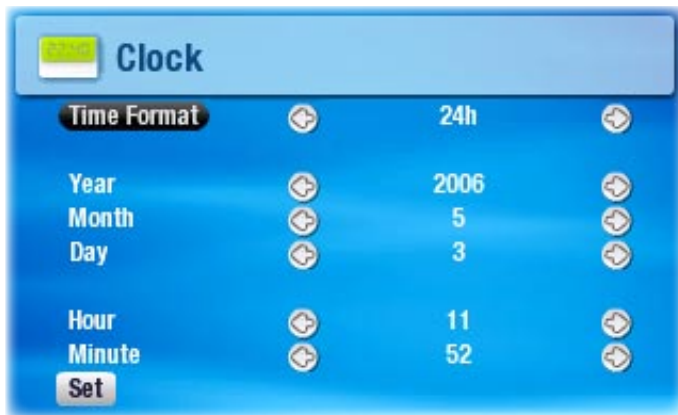 Clock
Time Format 24h
Year 2006
Month 5
Day 3
Hour 11
Minute 52
Set